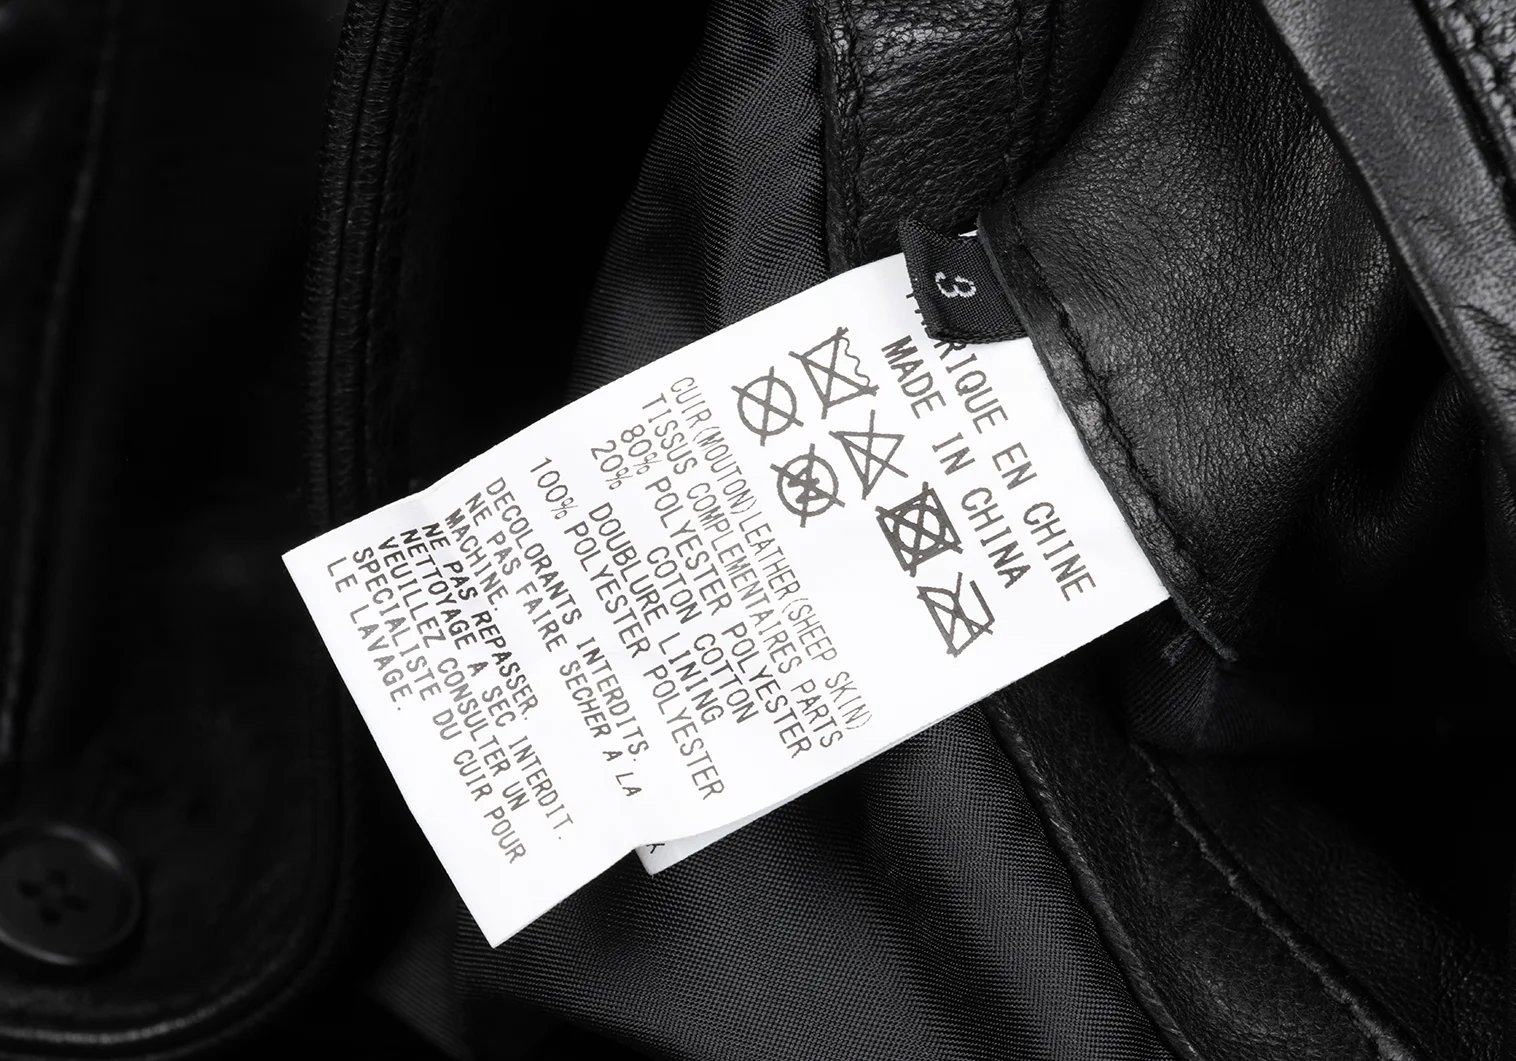 3
RIQUE EN CHINE
MADE IN CHINA
CUIR(MOUTON)LEATHER(SHEEP SKIN)
TISSUS COMPLEMENTAIRES PARTS
80% POLYESTER POLYESTER
20% COTON COTTON
DOUBLURE LINING
100% POLYESTER POLYESTER
DECOLORANTS INTERDITS.
NE PAS FAIRE SECHER A LA
MACHINE.
NE PAS REPASSER.
NETTOYAGE A SEC INTERDIT.
VEUILLEZ CONSULTER UN
SPECIALISTE DU CUIR POUR
LE LAVAGE.